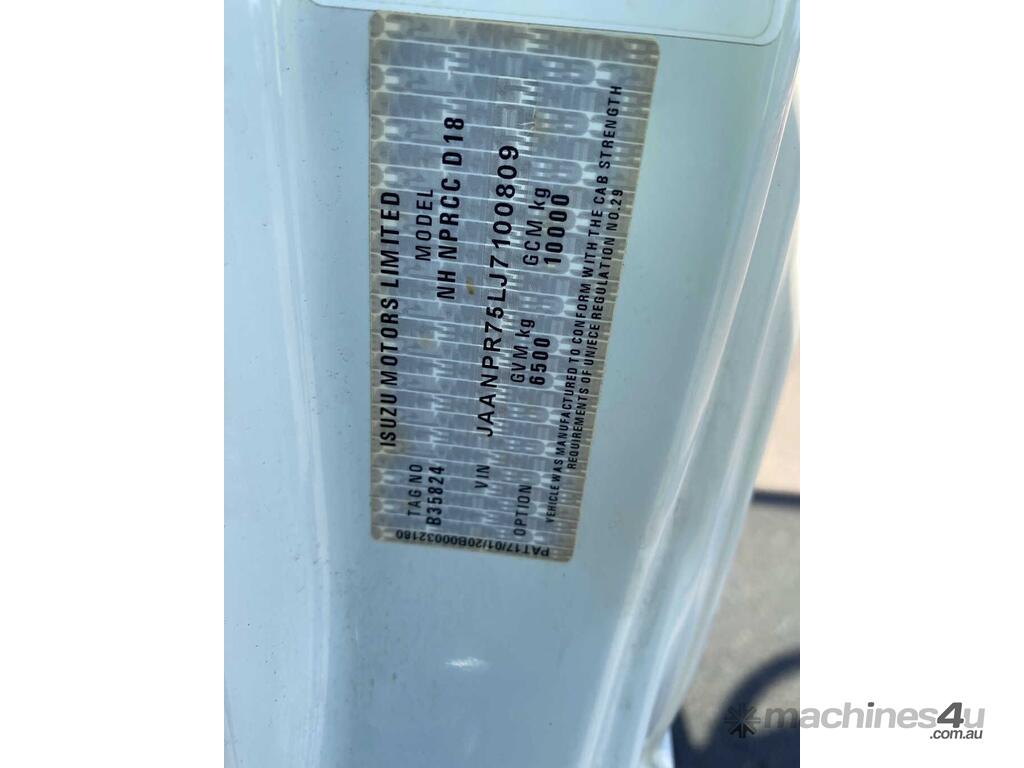 ISUZU MOTORS LIMITED
TAG NO MODEL
B35824 NH NPRCC D18
VIN JAANPR75LJ7100809
GVM kg GCM kg
OPTION 6500 10000
VEHICLE WAS MANUFACTURED TO CONFORM WITH THE CAB STRENGTH
REQUIREMENTS OF UN/ECE REGULATION NO.29
PAT17/01/20B00032180
machines4u
.com.au